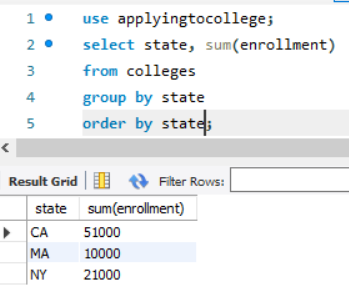 1 use applyingtocollege;
2 select state, sum(enrollment)
3 from colleges
4 group by state
5 order by state;
Result Grid Filter Rows:
state sum(enrollment)
CA 51000
MA 10000
NY 21000